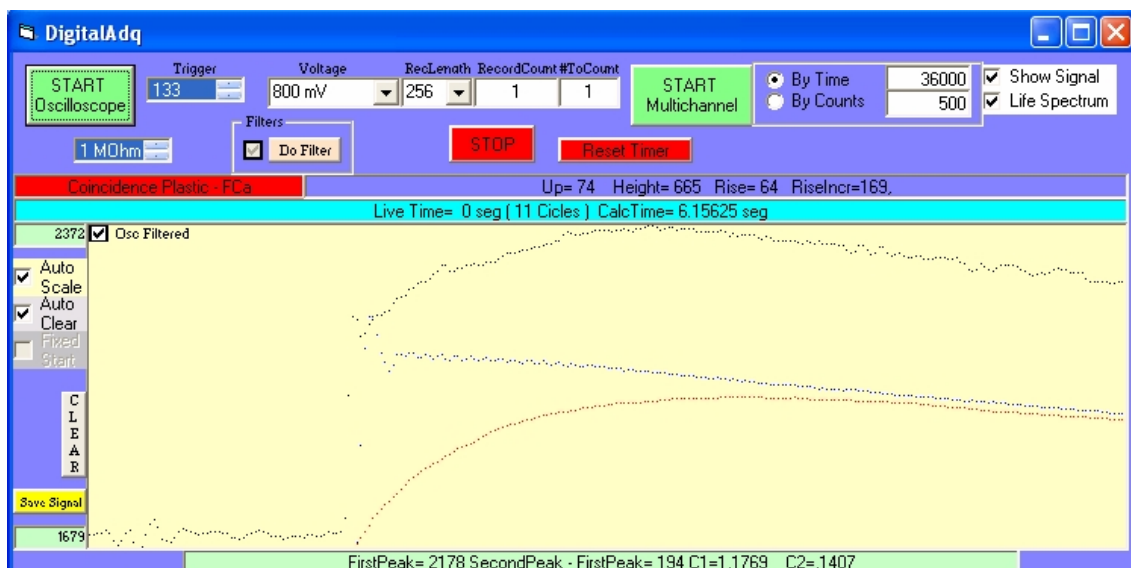 DigitalAdq
START Oscilloscope
Trigger
133
Voltage
800 mV
RecLenath
256
RecordCount
1
#ToCount
1
START Multichannel
By Time
36000
By Counts
500
Show Signal
Life Spectrum
1 MOhm
Filters
Do Filter
STOP
Reset Timer
Coincidence Plastic - FCa
Up= 74 Height= 665 Rise= 64 RiseIncr=169,
Live Time= 0 seg ( 11 Cicles ) CalcTime= 6.15625 seg
2372
Osc Filtered
Auto Scale
Auto Clear
Fixed Start
CLEAR
Save Signal
1679
FirstPeak= 2178 SecondPeak - FirstPeak= 194 C1=1.1769 C2=.1407